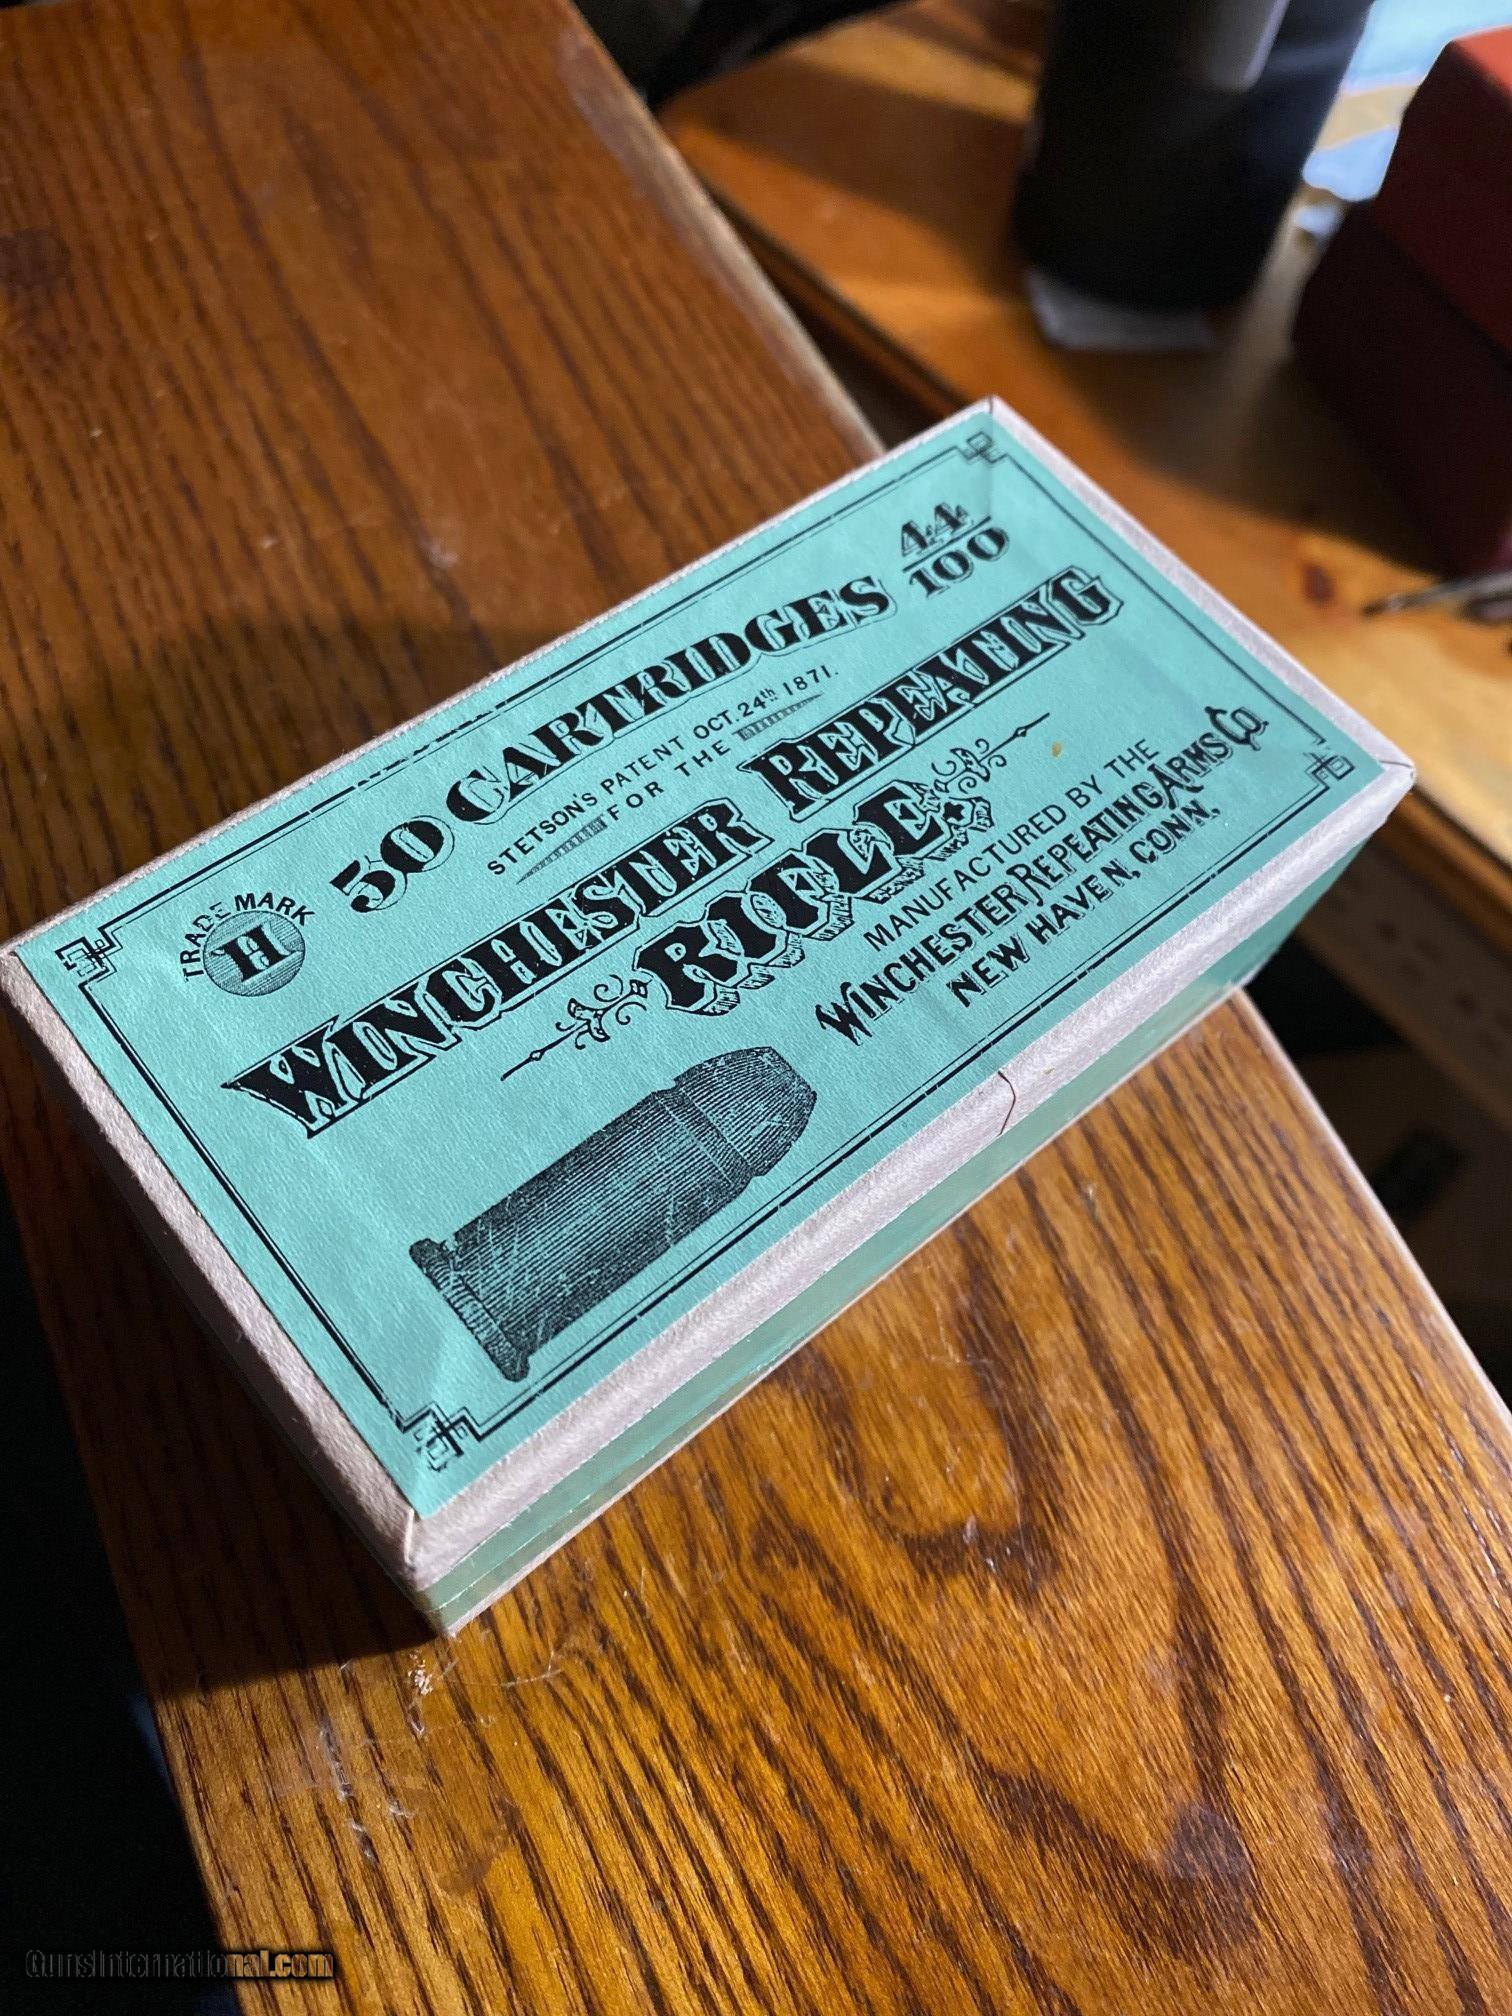 50 CARTRIDGES 44/100
STETSON'S PATENT OCT. 24th 1871.
FOR THE
TRADE MARK
H
WINCHESTER REPEATING
RIFLE
MANUFACTURED BY THE
WINCHESTER REPEATING ARMS Co.
NEW HAVEN, CONN.
GunsInternational.com